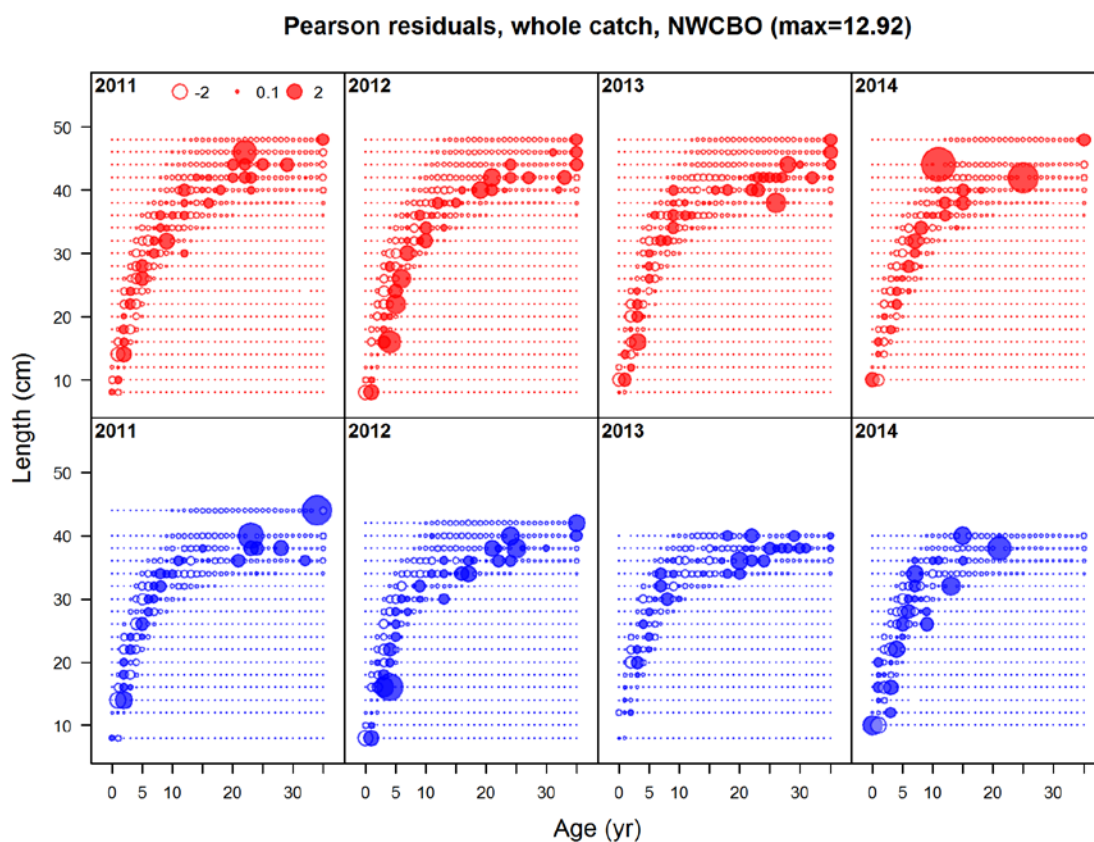 Pearson residuals, whole catch, NWCBO (max=12.92)
2011 2012 2013 2014
-2 0.1 2
50
40
30
20
10
2011 2012 2013 2014
50
40
30
20
10
Length (cm)
0 5 10 20 30 0 5 10 20 30 0 5 10 20 30 0 5 10 20 30
Age (yr)